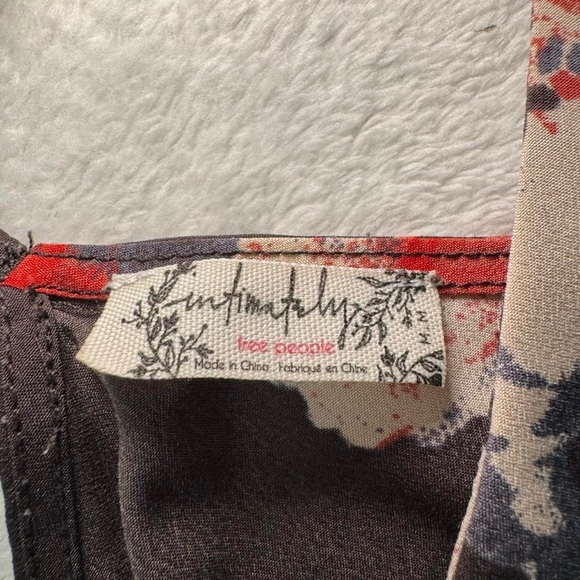 intimately
free people
Made in China Fabriqué en Chine
M/M